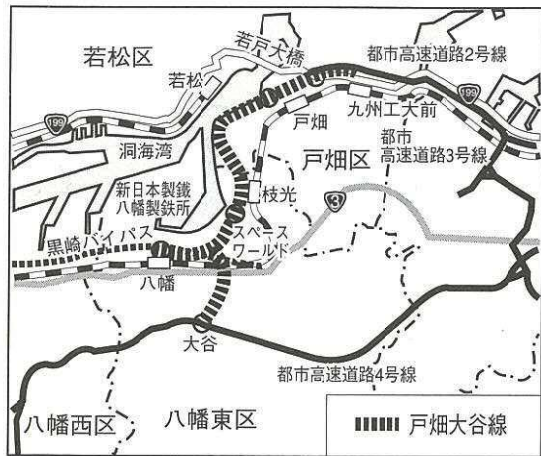 若松区
若戸大橋
都市高速道路2号線
若松
199
199
戸畑
九州工大前
洞海湾
戸畑区
都市
高速道路3号線
新日本製鐵
八幡製鉄所
枝光
3
黒崎バイパス
スペース
ワールド
八幡
大谷
都市高速道路4号線
八幡西区
八幡東区
戸畑大谷線